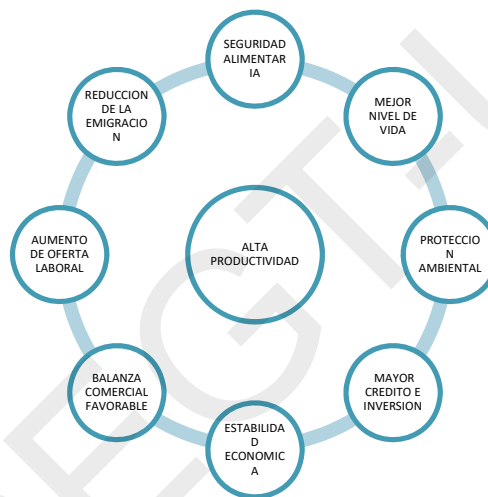 SEGURIDAD
ALIMENTAR
IA
MEJOR
NIVEL DE
VIDA
PROTECCIO
N
AMBIENTAL
MAYOR
CREDITO E
INVERSION
ESTABILIDA
D
ECONOMIC
A
BALANZA
COMERCIAL
FAVORABLE
AUMENTO
DE OFERTA
LABORAL
REDUCCION
DE LA
EMIGRACIO
N
ALTA
PRODUCTIVIDAD